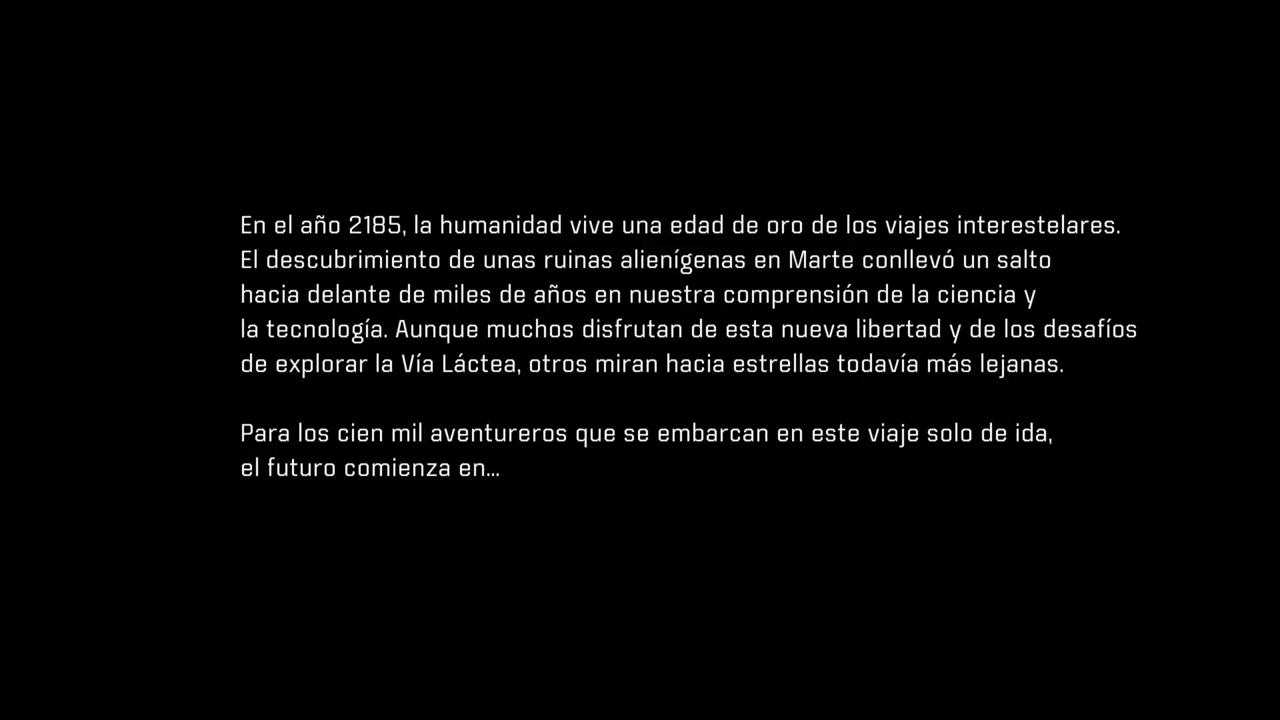 En el año 2185, la humanidad vive una edad de oro de los viajes interestelares.
El descubrimiento de unas ruinas alienígenas en Marte conllevó un salto
hacia delante de miles de años en nuestra comprensión de la ciencia y
la tecnología. Aunque muchos disfrutan de esta nueva libertad y de los desafíos
de explorar la Vía Láctea, otros miran hacia estrellas todavía más lejanas.
Para los cien mil aventureros que se embarcan en este viaje solo de ida,
el futuro comienza en...